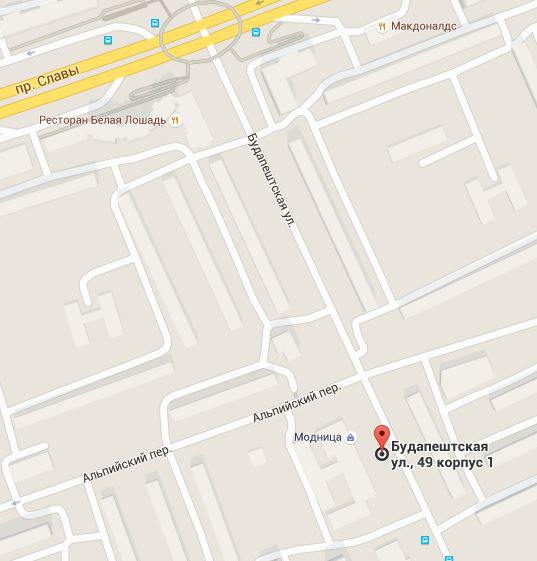 Макдоналдс
пр. Славы
Ресторан Белая Лошадь
Будапештская ул.
Альпийский пер.
Модница
Будапештская
ул., 49 корпус 1
Альпийский пер.